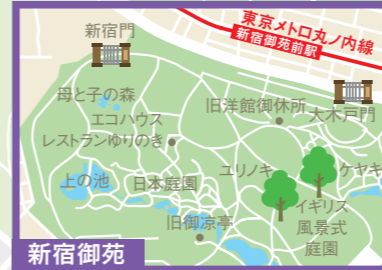 東京メトロ丸ノ内線
新宿御苑前駅
新宿門
母と子の森
旧洋館御休所
大木戸門
エコハウス
レストランゆりのき
上の池
日本庭園
ユリノキ
ケヤキ
イギリス
風景式
庭園
旧御凉亭
新宿御苑